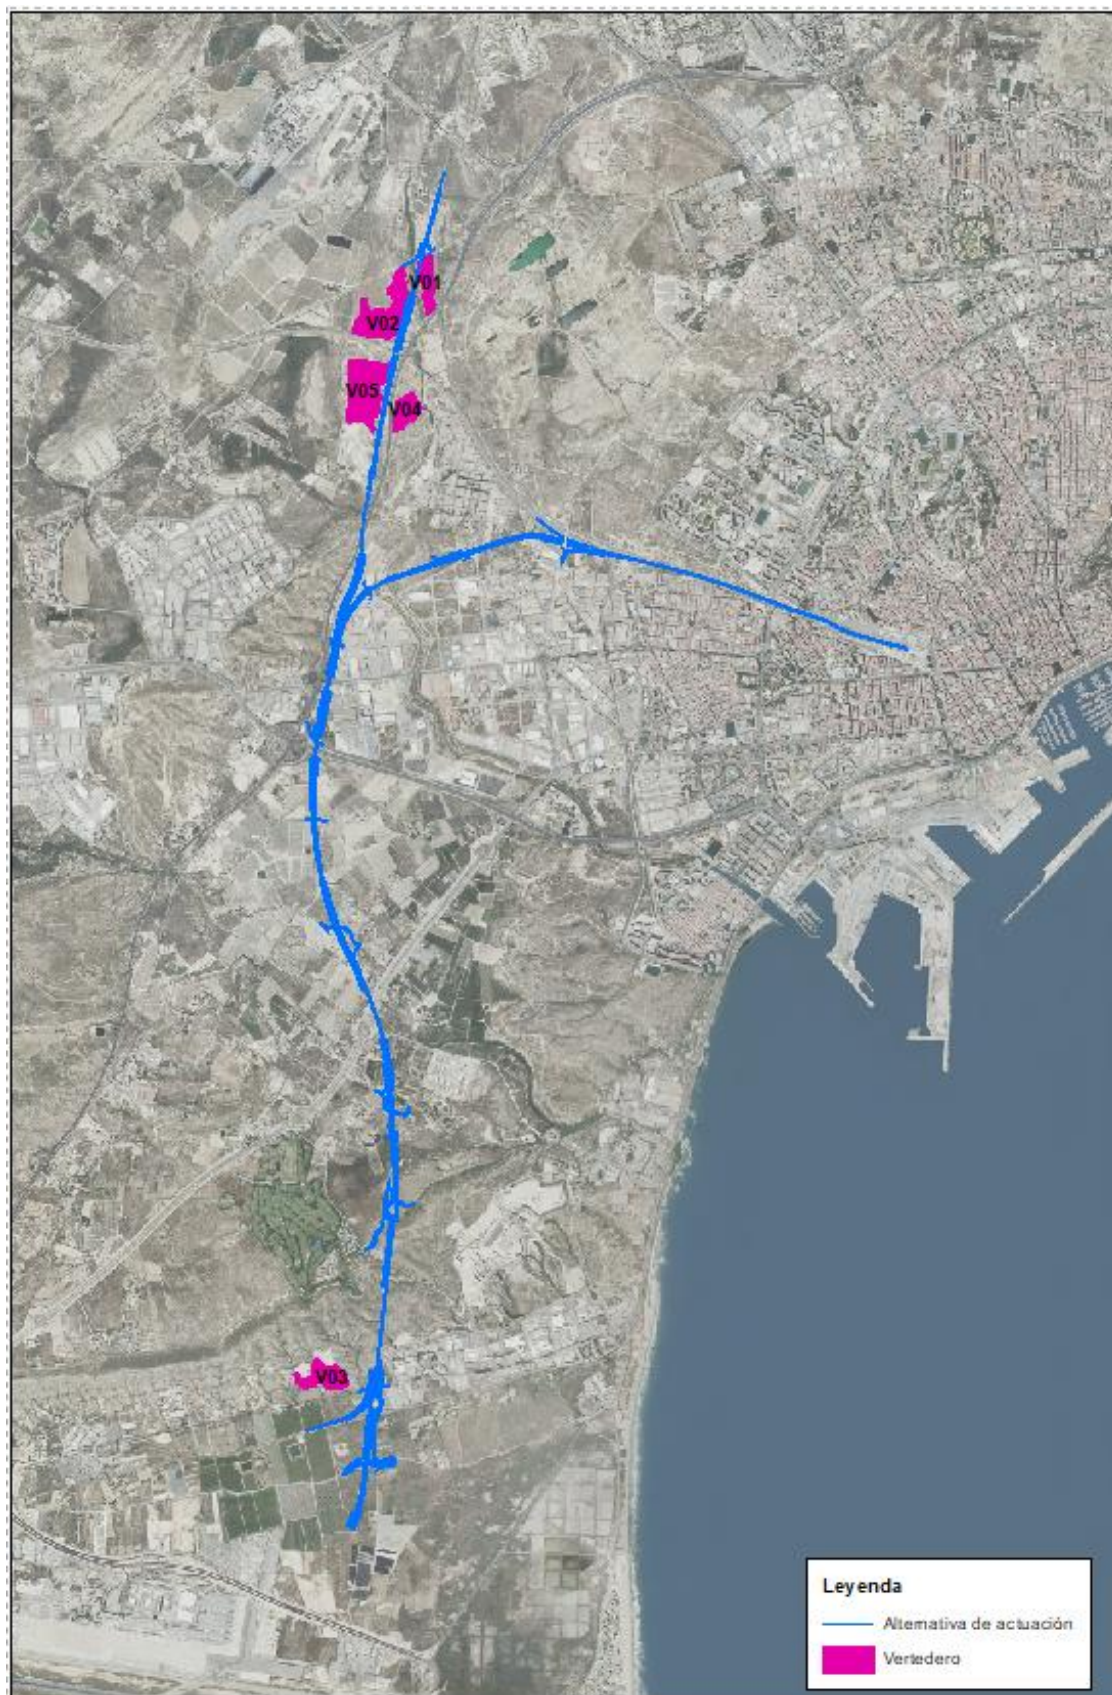 V01
V02
V05
V04
V03
Leyenda
Alternativa de actuación
Vertedero